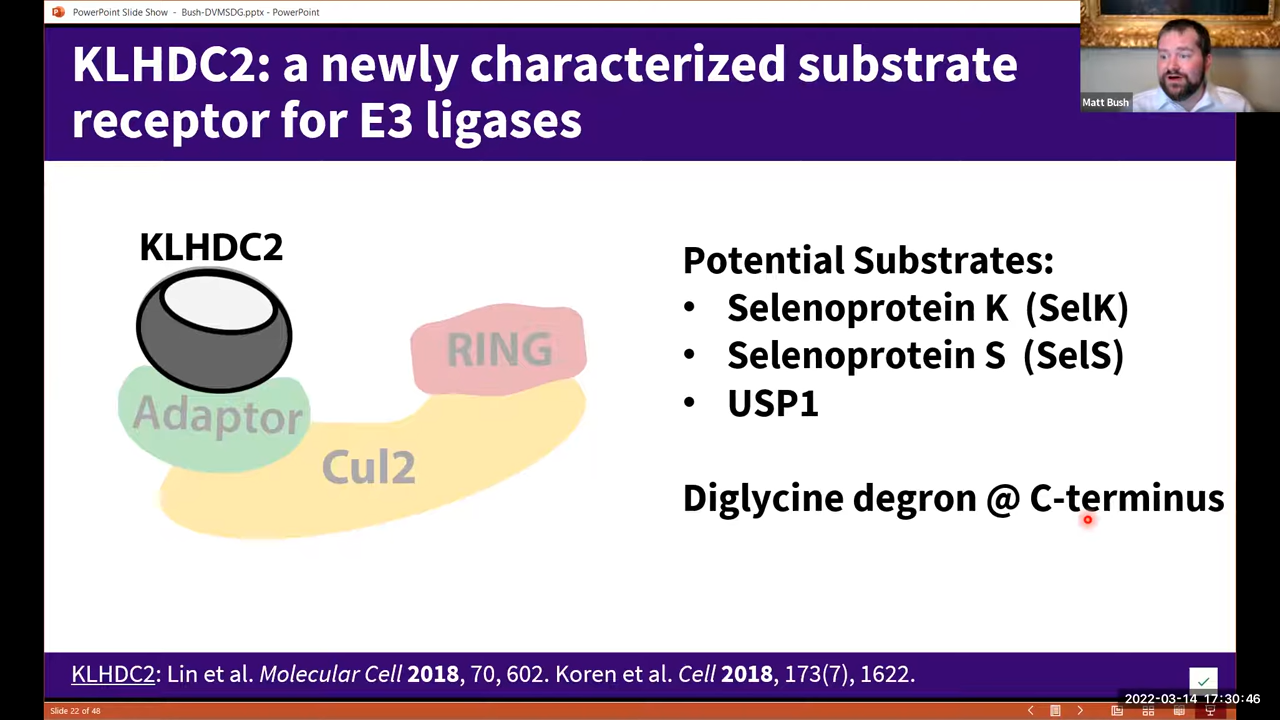 PowerPoint Slide Show - Bush-DVMSDG.pptx - PowerPoint
KLHDC2: a newly characterized substrate
receptor for E3 ligases
Matt Bush
KLHDC2
RING
Adaptor
Cul2
Potential Substrates:
• Selenoprotein K (SelK)
• Selenoprotein S (SelS)
• USP1
Diglycine degron @ C-terminus
KLHDC2: Lin et al. Molecular Cell 2018, 70, 602. Koren et al. Cell 2018, 173(7), 1622.
2022-03-14 17:30:46
Slide 22 of 48